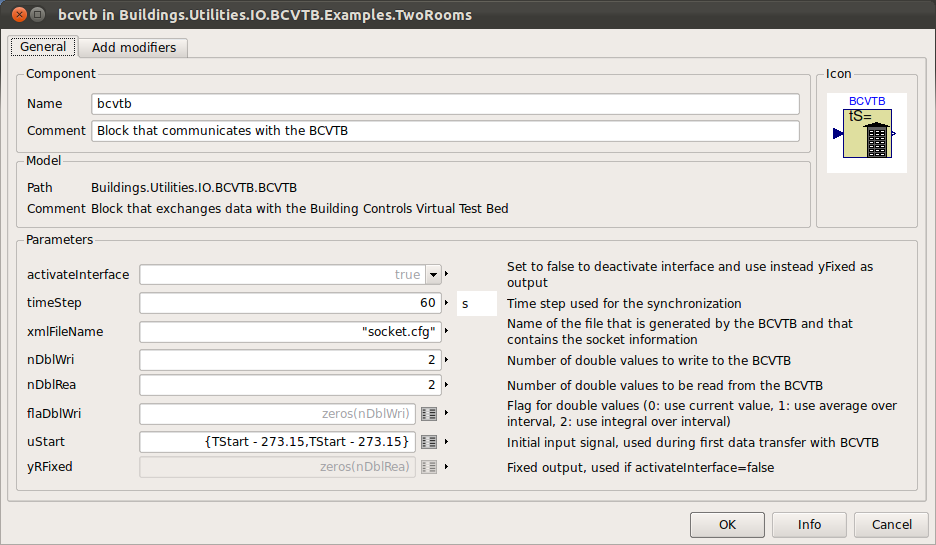 bcvtb in Buildings.Utilities.IO.BCVTB.Examples.TwoRooms
General
Add modifiers
Component
Name
bcvtb
Comment
Block that communicates with the BCVTB
Icon
BCVTB
tS=
Model
Path
Buildings.Utilities.IO.BCVTB.BCVTB
Comment
Block that exchanges data with the Building Controls Virtual Test Bed
Parameters
activateInterface
true
Set to false to deactivate interface and use instead yFixed as
output
timeStep
60
s
Time step used for the synchronization
xmlFileName
"socket.cfg"
Name of the file that is generated by the BCVTB and that
contains the socket information
nDblWri
2
Number of double values to write to the BCVTB
nDblRea
2
Number of double values to be read from the BCVTB
flaDblWri
zeros(nDblWri)
Flag for double values (0: use current value, 1: use average over
interval, 2: use integral over interval)
uStart
{TStart - 273.15,TStart - 273.15}
Initial input signal, used during first data transfer with BCVTB
yRFixed
zeros(nDblRea)
Fixed output, used if activateInterface=false
OK
Info
Cancel